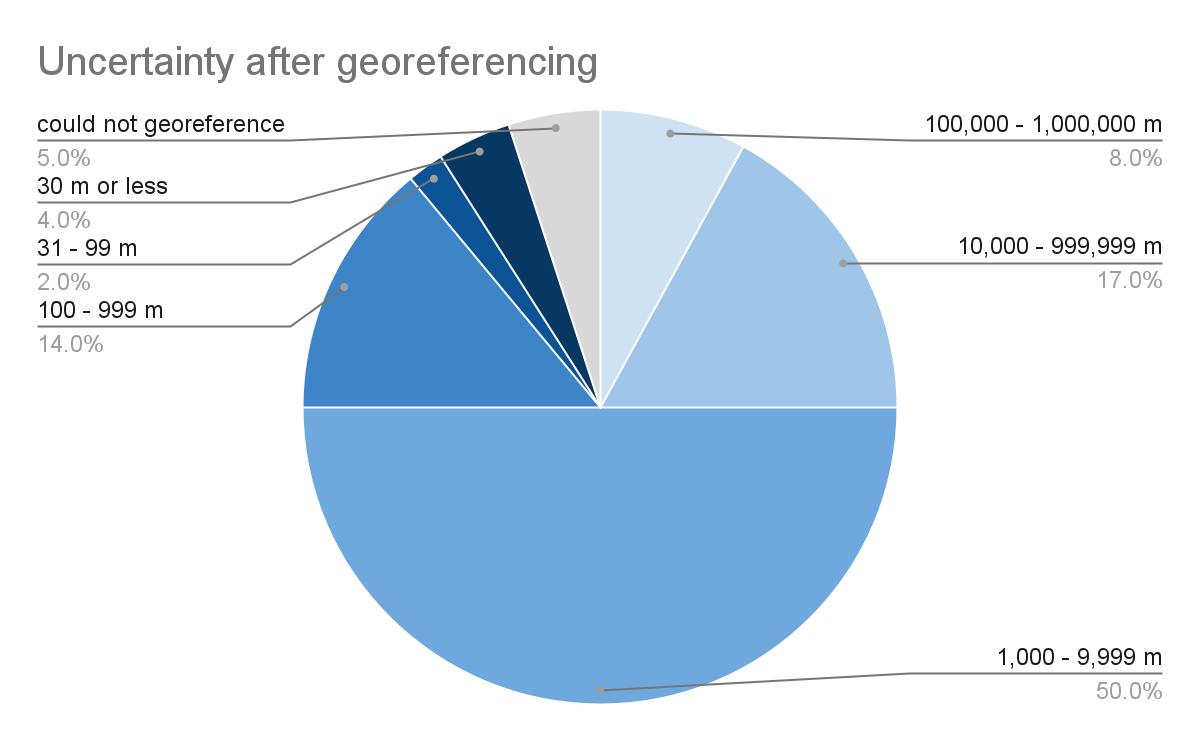 Uncertainty after georeferencing
could not georeference
5.0%
30 m or less
4.0%
31 - 99 m
2.0%
100 - 999 m
14.0%
100,000 - 1,000,000 m
8.0%
10,000 - 999,999 m
17.0%
1,000 - 9,999 m
50.0%